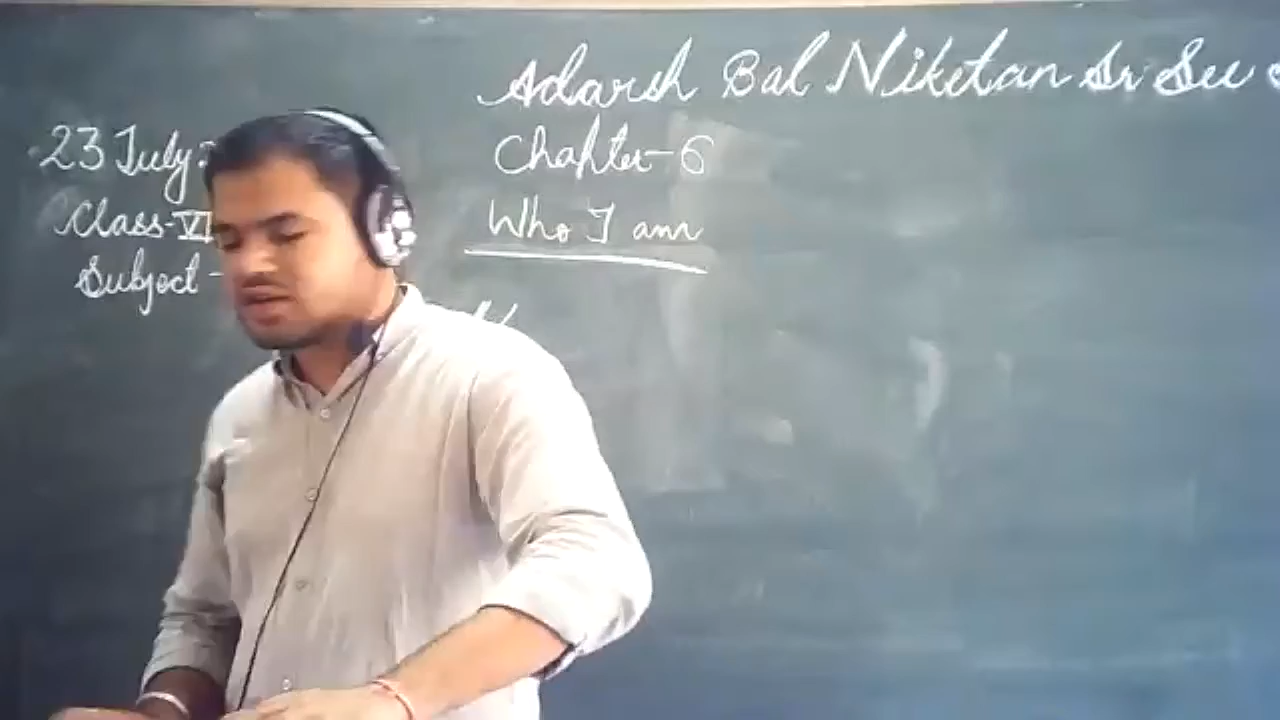 Adarsh Bal Niketan Sr Sec
23 July
Chapter-6
Class-VI
Who I am
Subject -